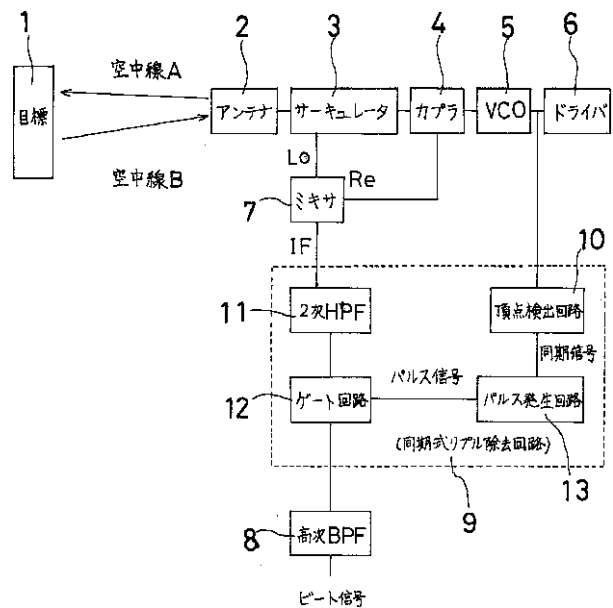 1 2 3 4 5 6
空中線A
目標 アンテナ サーキュレータ カプラ VCO ドライバ
空中線B
Lo
Re
ミキサ
7
IF
10
2次HPF 頂点検出回路
11
同期信号
パルス信号
ゲート回路 パルス発生回路
12
(同期式リプル除去回路)
13
9
高次BPF
8
ビート信号